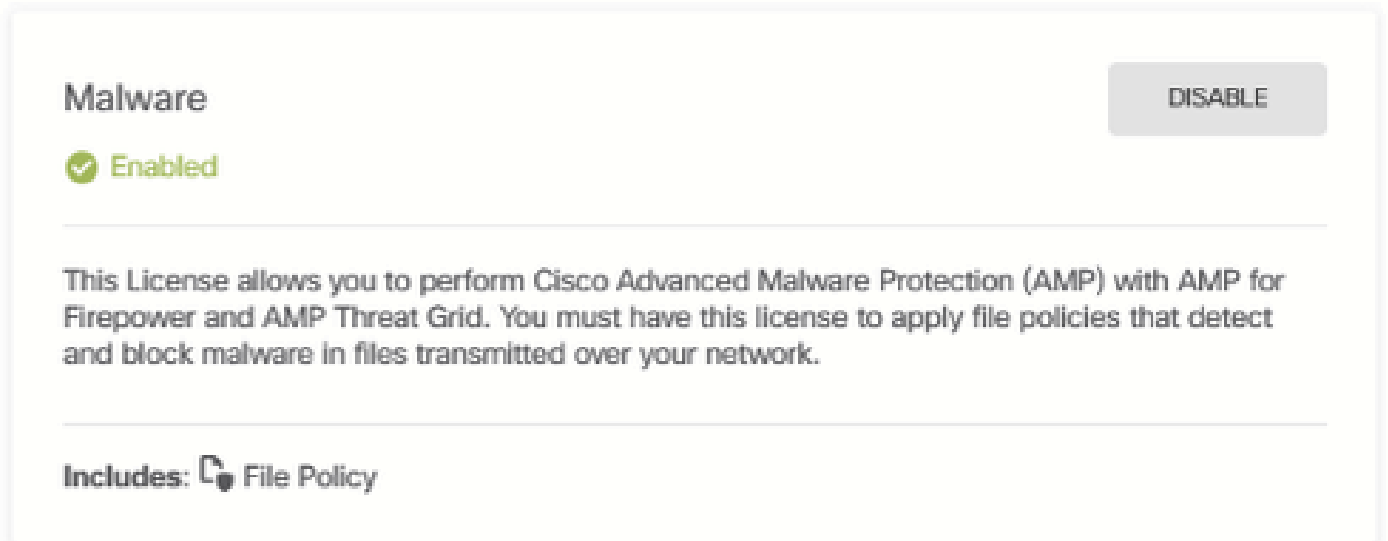 Malware
DISABLE
Enabled
This License allows you to perform Cisco Advanced Malware Protection (AMP) with AMP for
Firepower and AMP Threat Grid. You must have this license to apply file policies that detect
and block malware in files transmitted over your network.
Includes: File Policy